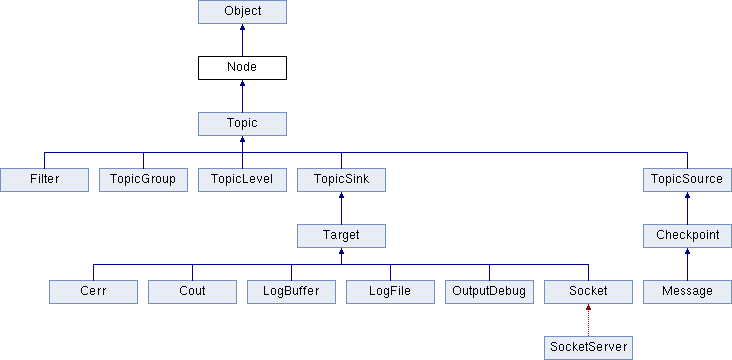 Object
Node
Topic
Filter
TopicGroup
TopicLevel
TopicSink
TopicSource
Target
Checkpoint
Cerr
Cout
LogBuffer
LogFile
OutputDebug
Socket
Message
SocketServer